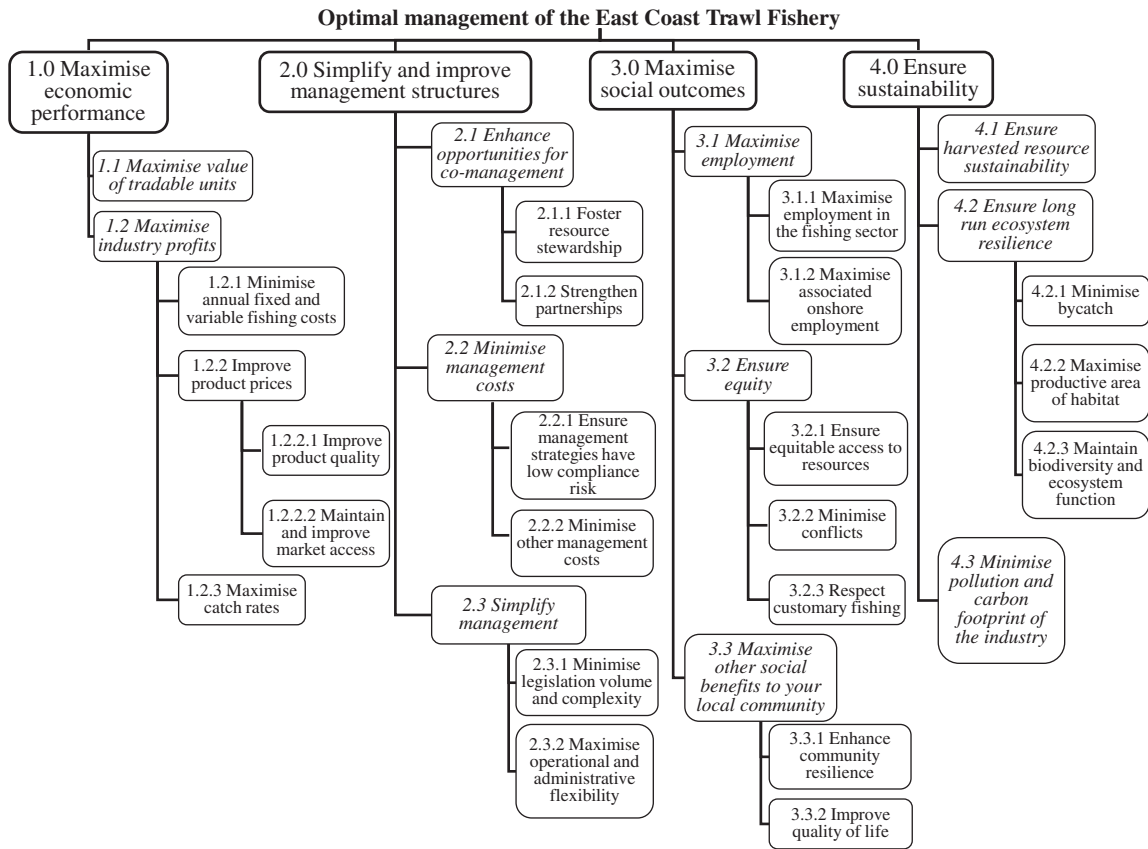 Optimal management of the East Coast Trawl Fishery
1.0 Maximise
economic
performance
1.1 Maximise value
of tradable units
1.2 Maximise
industry profits
1.2.1 Minimise
annual fixed and
variable fishing costs
1.2.2 Improve
product prices
1.2.2.1 Improve
product quality
1.2.2.2 Maintain
and improve
market access
1.2.3 Maximise
catch rates
2.0 Simplify and improve
management structures
2.1 Enhance
opportunities for
co-management
2.1.1 Foster
resource
stewardship
2.1.2 Strengthen
partnerships
2.2 Minimise
management
costs
2.2.1 Ensure
management
strategies have
low compliance
risk
2.2.2 Minimise
other management
costs
2.3 Simplify
management
2.3.1 Minimise
legislation volume
and complexity
2.3.2 Maximise
operational and
administrative
flexibility
3.0 Maximise
social outcomes
3.1 Maximise
employment
3.1.1 Maximise
employment in
the fishing sector
3.1.2 Maximise
associated
onshore
employment
3.2 Ensure
equity
3.2.1 Ensure
equitable access to
resources
3.2.2 Minimise
conflicts
3.2.3 Respect
customary fishing
3.3 Maximise
other social
benefits to your
local community
3.3.1 Enhance
community
resilience
3.3.2 Improve
quality of life
4.0 Ensure
sustainability
4.1 Ensure
harvested resource
sustainability
4.2 Ensure long
run ecosystem
resilience
4.2.1 Minimise
bycatch
4.2.2 Maximise
productive area
of habitat
4.2.3 Maintain
biodiversity and
ecosystem
function
4.3 Minimise
pollution and
carbon
footprint of
the industry